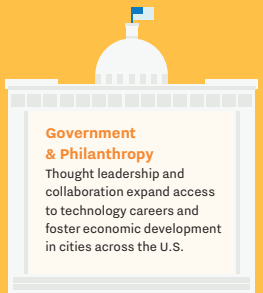 Government
& Philanthropy
Thought leadership and
collaboration expand access
to technology careers and
foster economic development
in cities across the U.S.